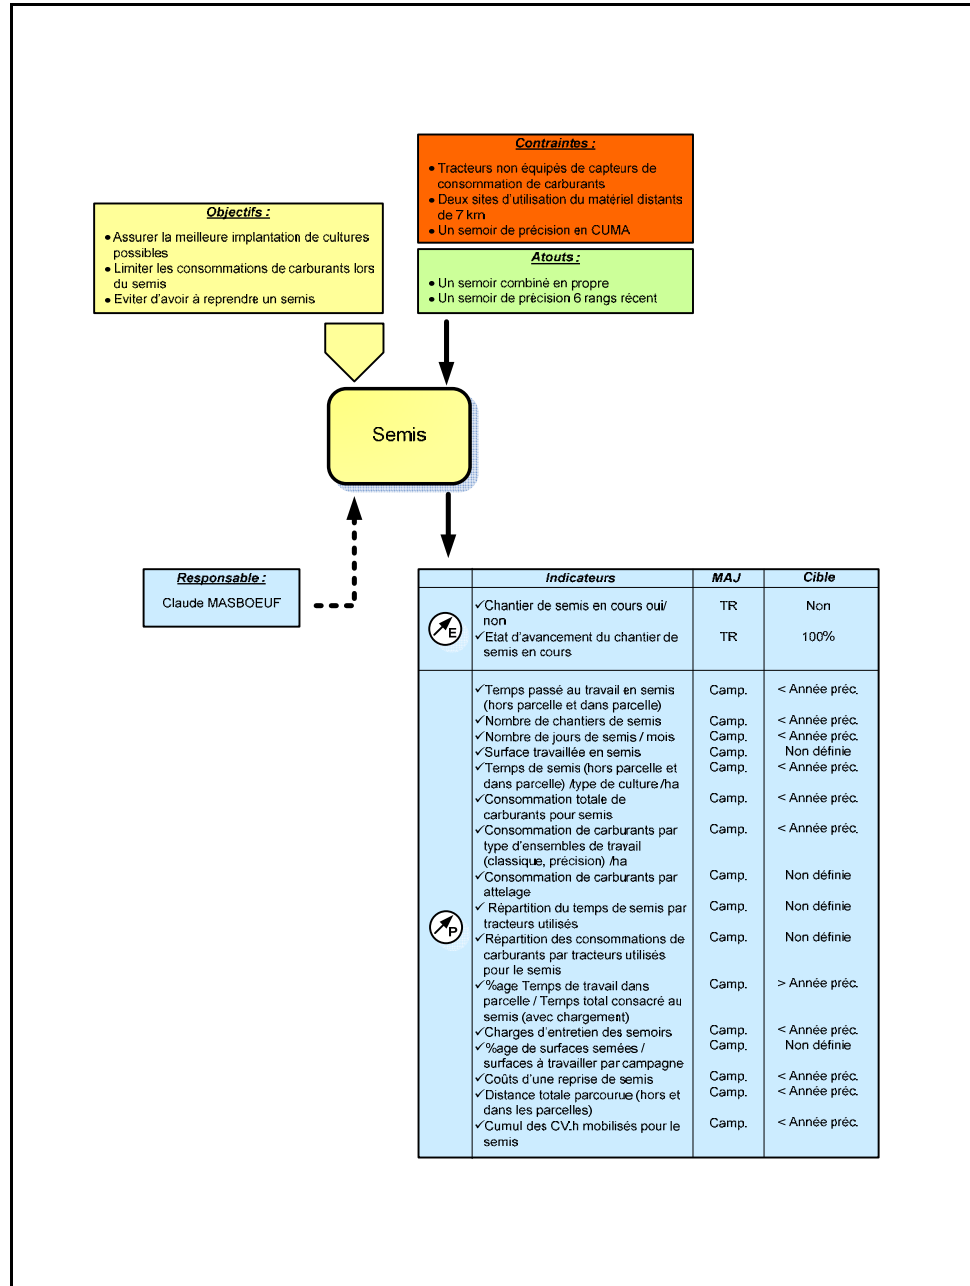 Contraintes :
• Tracteurs non équipés de capteurs de
consommation de carburants
• Deux sites d'utilisation du matériel distants
de 7 km
• Un semoir de précision en CUMA
Objectifs :
• Assurer la meilleure implantation de cultures
possibles
• Limiter les consommations de carburants lors
du semis
• Eviter d'avoir à reprendre un semis
Atouts :
• Un semoir combiné en propre
• Un semoir de précision 6 rangs récent
Semis
Responsable :
Claude MASBOEUF
Indicateurs MAJ Cible
E
✓Chantier de semis en cours oui/ TR Non
non
✓Etat d'avancement du chantier de TR 100%
semis en cours
P
✓Temps passé au travail en semis Camp. < Année préc.
(hors parcelle et dans parcelle)
✓Nombre de chantiers de semis Camp. < Année préc.
✓Nombre de jours de semis / mois Camp. < Année préc.
✓Surface travaillée en semis Camp. Non définie
✓Temps de semis (hors parcelle et Camp. < Année préc.
dans parcelle) /type de culture /ha
✓Consommation totale de Camp. < Année préc.
carburants pour semis
✓Consommation de carburants par Camp. < Année préc.
type d'ensembles de travail
(classique, précision) /ha
✓Consommation de carburants par Camp. Non définie
attelage
✓ Répartition du temps de semis par Camp. Non définie
tracteurs utilisés
✓Répartition des consommations de Camp. Non définie
carburants par tracteurs utilisés
pour le semis
✓%age Temps de travail dans Camp. > Année préc.
parcelle / Temps total consacré au
semis (avec chargement)
✓Charges d'entretien des semoirs Camp. < Année préc.
✓%age de surfaces semées / Camp. Non définie
surfaces à travailler par campagne
✓Coûts d'une reprise de semis Camp. < Année préc.
✓Distance totale parcourue (hors et Camp. < Année préc.
dans les parcelles)
✓Cumul des CV.h mobilisés pour le Camp. < Année préc.
semis